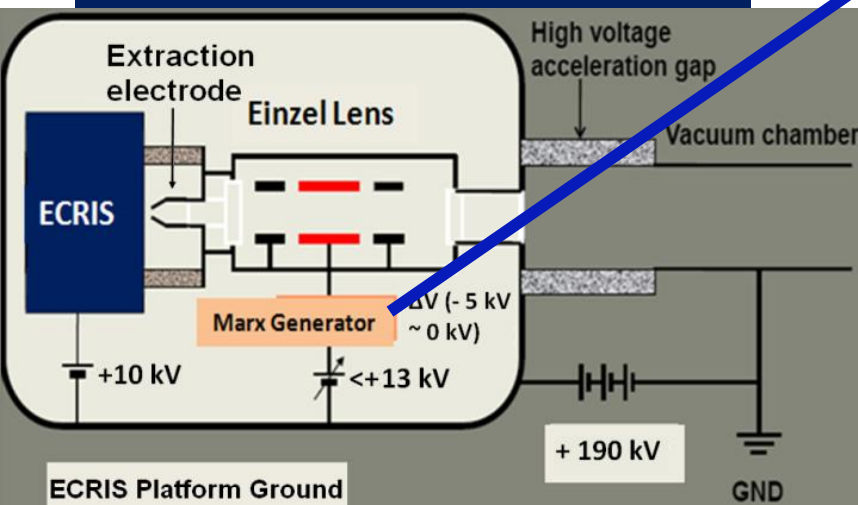 Extraction
electrode
Einzel Lens
High voltage
acceleration gap
Vacuum chamber
ECRIS
Marx Generator
ΔV (- 5 kV
~ 0 kV)
+10 kV
<+13 kV
+ 190 kV
ECRIS Platform Ground
GND